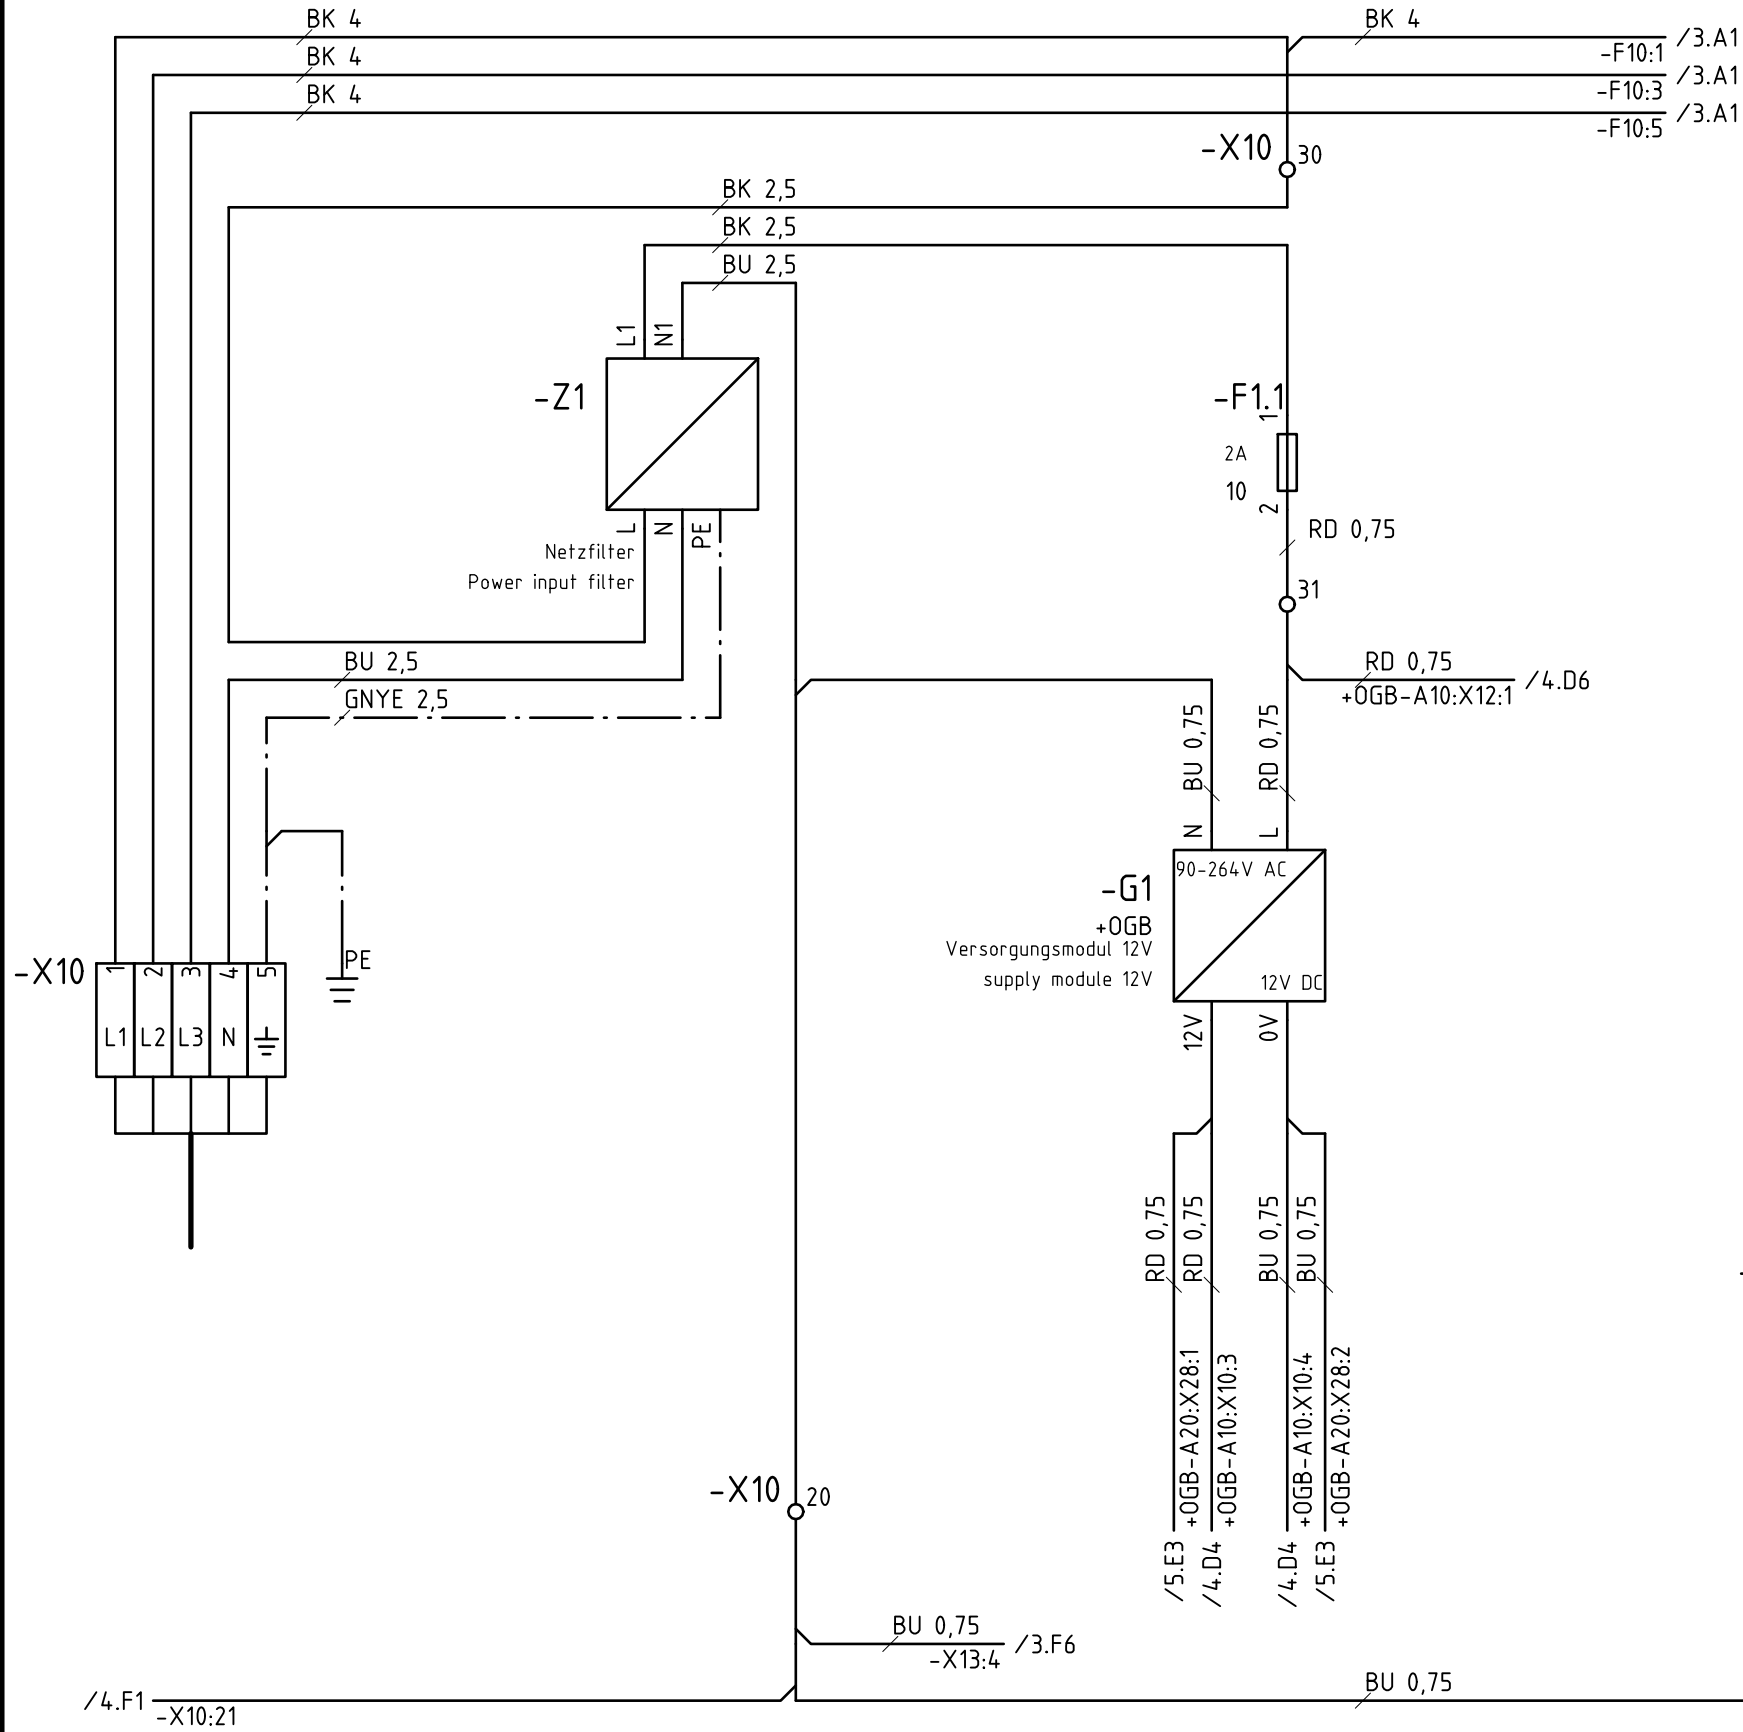 BK 4
BK 4
/3.A1
-F10:1
BK 4
/3.A1
-F10:3
BK 4
/3.A1
-F10:5
-X10 30
BK 2,5
BK 2,5
BU 2,5
L1
N1
-Z1
-F1.1
1
2A
10
2
L
N
PE
Netzfilter
Power input filter
RD 0,75
31
BU 2,5
GNYE 2,5
RD 0,75
/4.D6
+0GB-A10:X12:1
BU 0,75
RD 0,75
N
L
90-264V AC
-G1
+0GB
Versorgungsmodul 12V
supply module 12V
12V DC
12V
0V
PE
-X10
1
2
3
4
5
L1
L2
L3
N
RD 0,75
RD 0,75
BU 0,75
BU 0,75
+0GB-A20:X28:1
+0GB-A10:X10:3
+0GB-A10:X10:4
+0GB-A20:X28:2
/5.E3
/4.D4
/4.D4
/5.E3
-X10 20
BU 0,75
/3.F6
-X13:4
/4.F1
-X10:21
BU 0,75